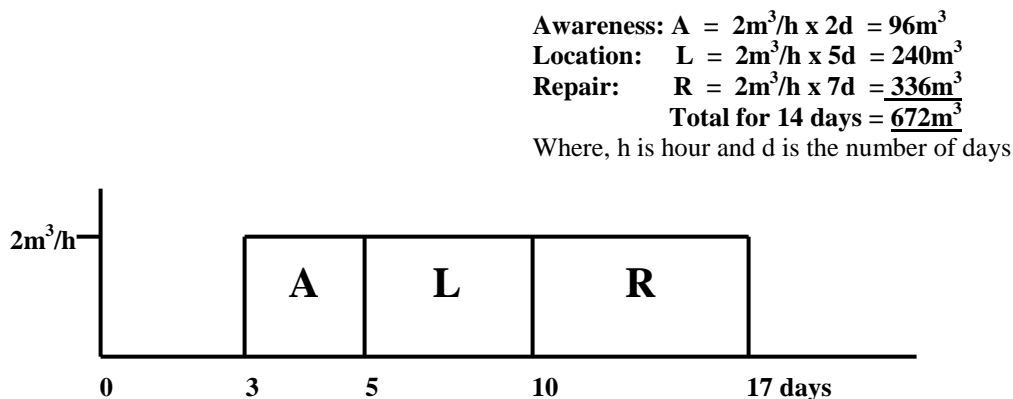 Awareness: A = 2m³/h x 2d = 96m³
Location: L = 2m³/h x 5d = 240m³
Repair: R = 2m³/h x 7d = 336m³
Total for 14 days = 672m³
Where, h is hour and d is the number of days
2m³/h
A L R
0 3 5 10 17 days